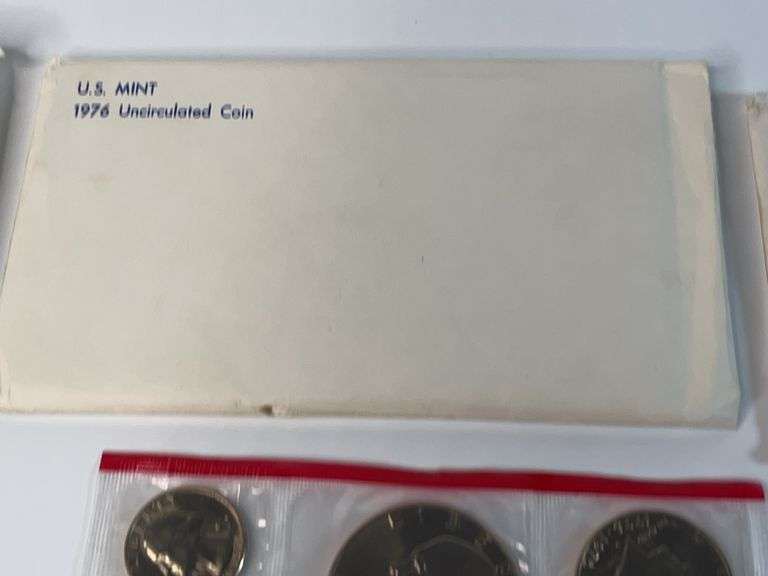 U.S. MINT
1976 Uncirculated Coin